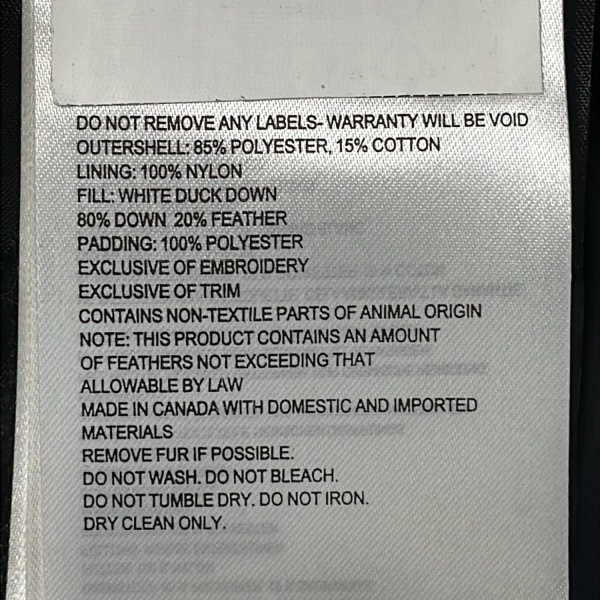 DO NOT REMOVE ANY LABELS- WARRANTY WILL BE VOID
OUTERSHELL: 85% POLYESTER, 15% COTTON
LINING: 100% NYLON
FILL: WHITE DUCK DOWN
80% DOWN 20% FEATHER
PADDING: 100% POLYESTER
EXCLUSIVE OF EMBROIDERY
EXCLUSIVE OF TRIM
CONTAINS NON-TEXTILE PARTS OF ANIMAL ORIGIN
NOTE: THIS PRODUCT CONTAINS AN AMOUNT
OF FEATHERS NOT EXCEEDING THAT
ALLOWABLE BY LAW
MADE IN CANADA WITH DOMESTIC AND IMPORTED
MATERIALS
REMOVE FUR IF POSSIBLE.
DO NOT WASH. DO NOT BLEACH.
DO NOT TUMBLE DRY. DO NOT IRON.
DRY CLEAN ONLY.